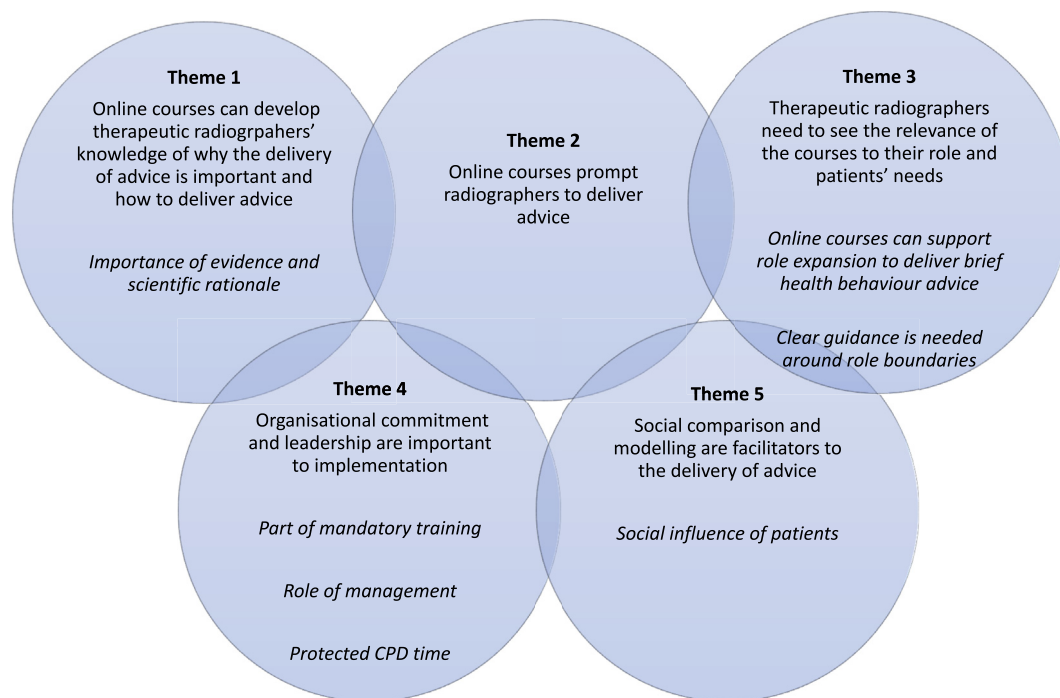 Theme 1
Online courses can develop
therapeutic radiogrpahers’
knowledge of why the delivery
of advice is important and
how to deliver advice
Importance of evidence and
scientific rationale
Theme 2
Online courses prompt
radiographers to deliver
advice
Theme 3
Therapeutic radiographers
need to see the relevance of
the courses to their role and
patients’ needs
Online courses can support
role expansion to deliver brief
health behaviour advice
Clear guidance is needed
around role boundaries
Theme 4
Organisational commitment
and leadership are important
to implementation
Part of mandatory training
Role of management
Protected CPD time
Theme 5
Social comparison and
modelling are facilitators to
the delivery of advice
Social influence of patients